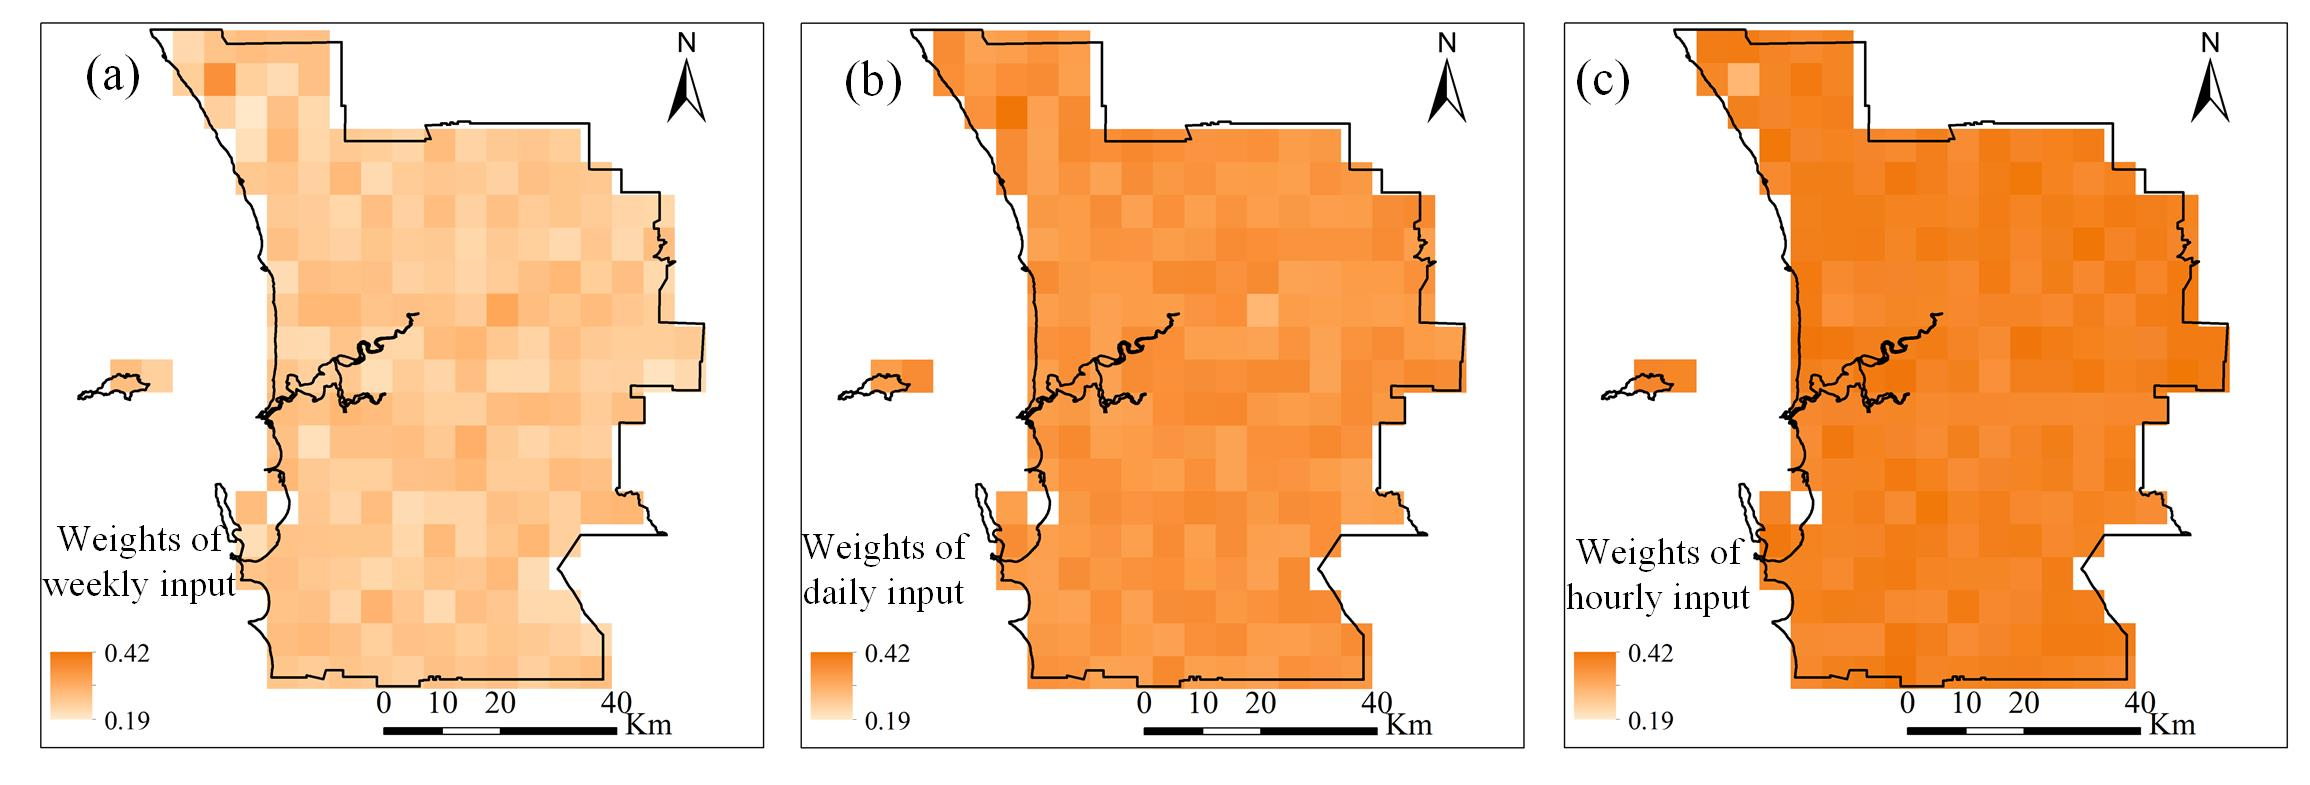 (a)
N
Weights of
weekly input
0.42
0.19
0 10 20 40
Km
(b)
N
Weights of
daily input
0.42
0.19
0 10 20 40
Km
(c)
N
Weights of
hourly input
0.42
0.19
0 10 20 40
Km